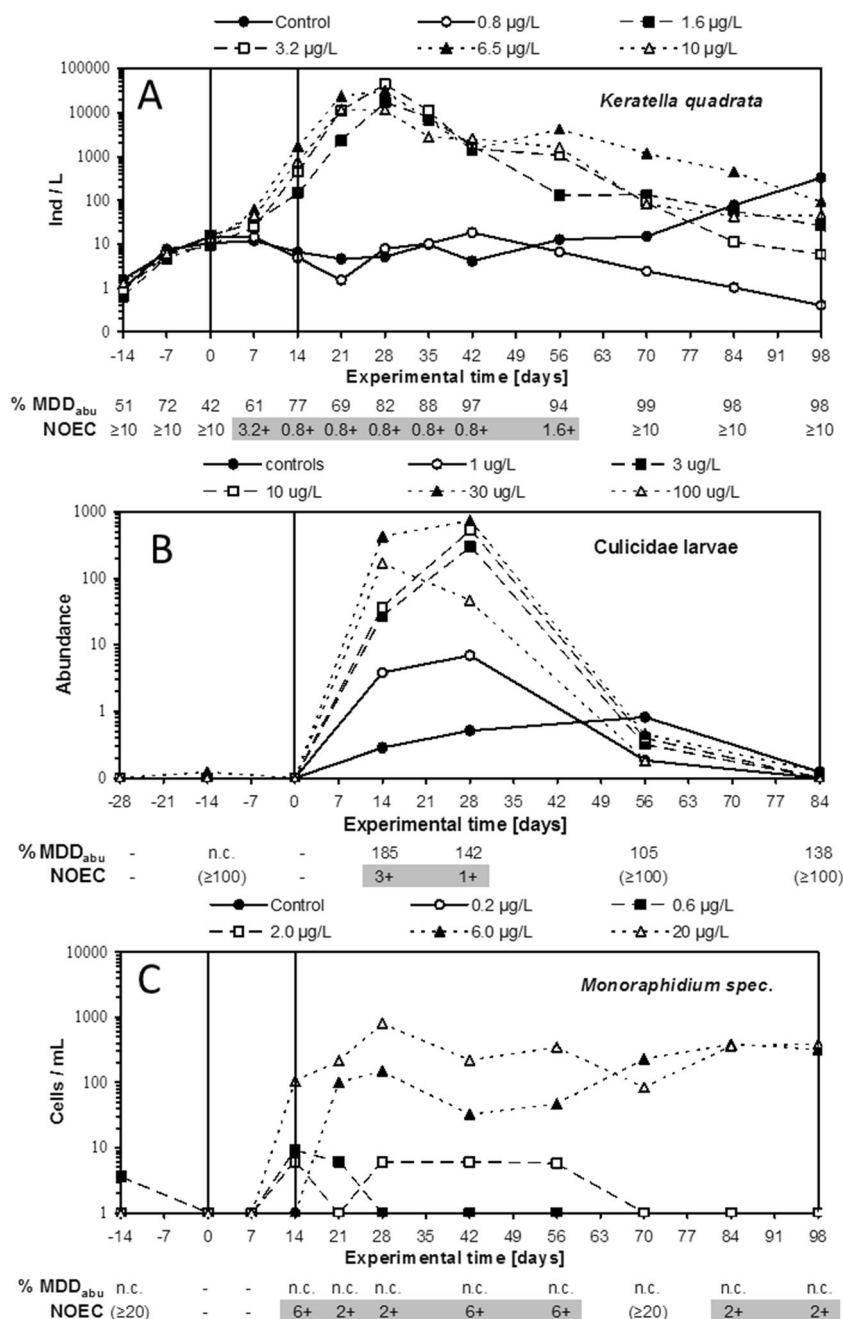 Control 0.8 µg/L 1.6 µg/L
3.2 µg/L 6.5 µg/L 10 µg/L
A
Keratella quadrata
Ind / L
100000
10000
1000
100
10
1
0
-14 -7 0 7 14 21 28 35 42 49 56 63 70 77 84 91 98
Experimental time [days]
% MDDabu 51 72 42 61 77 69 82 88 97 94 99 98 98
NOEC ≥10 ≥10 ≥10 3.2+ 0.8+ 0.8+ 0.8+ 0.8+ 0.8+ 1.6+ ≥10 ≥10 ≥10
controls 1 ug/L 3 ug/L
10 ug/L 30 ug/L 100 ug/L
B
Culicidae larvae
Abundance
1000
100
10
1
0
-28 -21 -14 -7 0 7 14 21 28 35 42 49 56 63 70 77 84
Experimental time [days]
% MDDabu - n.c. - 185 142 105 138
NOEC - (≥100) - 3+ 1+ (≥100) (≥100)
Control 0.2 µg/L 0.6 µg/L
2.0 µg/L 6.0 µg/L 20 µg/L
C
Monoraphidium spec.
Cells / mL
10000
1000
100
10
1
-14 -7 0 7 14 21 28 35 42 49 56 63 70 77 84 91 98
Experimental time [days]
% MDDabu n.c. - - n.c. n.c. n.c. n.c. n.c. n.c. n.c. n.c.
NOEC (≥20) - - 6+ 2+ 2+ 6+ 6+ (≥20) 2+ 2+